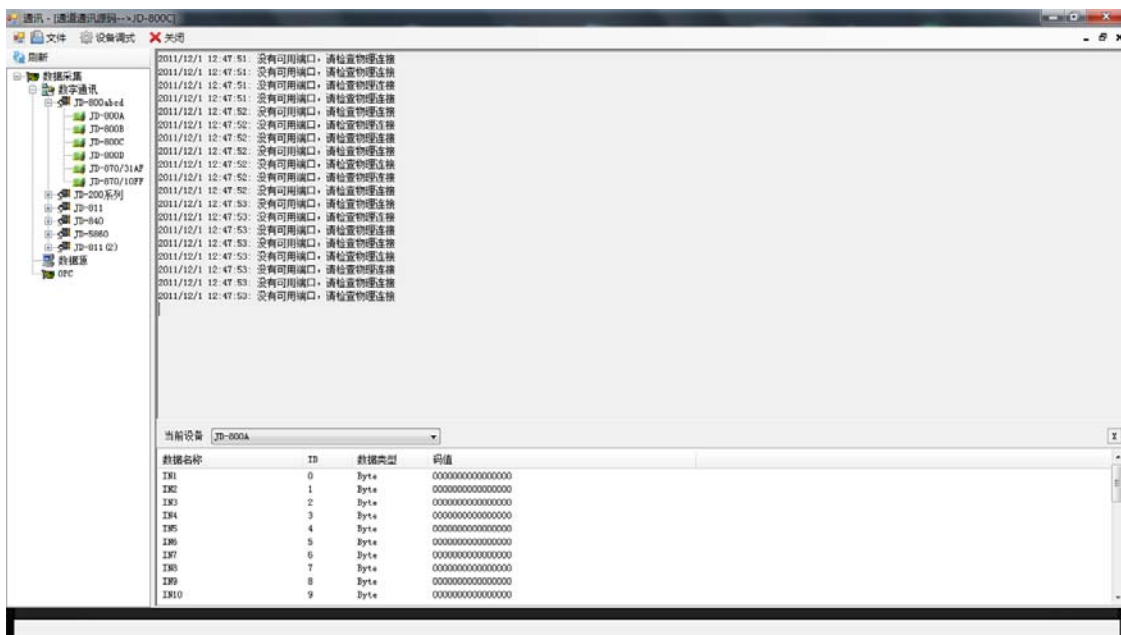 通讯 - [通道通讯源码-->JD-800C]
文件 设备调式 关闭
刷新
数据采集
数字通讯
JD-800abcd
JD-800A
JD-800B
JD-800C
JD-800D
JD-870/31AF
JD-870/10FF
JD-200系列
JD-811
JD-840
JD-5860
JD-811(2)
数据源
OPC
2011/12/1 12:47:51: 没有可用端口，请检查物理连接
2011/12/1 12:47:51: 没有可用端口，请检查物理连接
2011/12/1 12:47:51: 没有可用端口，请检查物理连接
2011/12/1 12:47:51: 没有可用端口，请检查物理连接
2011/12/1 12:47:52: 没有可用端口，请检查物理连接
2011/12/1 12:47:52: 没有可用端口，请检查物理连接
2011/12/1 12:47:52: 没有可用端口，请检查物理连接
2011/12/1 12:47:52: 没有可用端口，请检查物理连接
2011/12/1 12:47:52: 没有可用端口，请检查物理连接
2011/12/1 12:47:52: 没有可用端口，请检查物理连接
2011/12/1 12:47:52: 没有可用端口，请检查物理连接
2011/12/1 12:47:53: 没有可用端口，请检查物理连接
2011/12/1 12:47:53: 没有可用端口，请检查物理连接
2011/12/1 12:47:53: 没有可用端口，请检查物理连接
2011/12/1 12:47:53: 没有可用端口，请检查物理连接
2011/12/1 12:47:53: 没有可用端口，请检查物理连接
2011/12/1 12:47:53: 没有可用端口，请检查物理连接
2011/12/1 12:47:53: 没有可用端口，请检查物理连接
2011/12/1 12:47:53: 没有可用端口，请检查物理连接
当前设备 JD-800A X
数据名称 ID 数据类型 码值
IN1 0 Byte 0000000000000000
IN2 1 Byte 0000000000000000
IN3 2 Byte 0000000000000000
IN4 3 Byte 0000000000000000
IN5 4 Byte 0000000000000000
IN6 5 Byte 0000000000000000
IN7 6 Byte 0000000000000000
IN8 7 Byte 0000000000000000
IN9 8 Byte 0000000000000000
IN10 9 Byte 0000000000000000